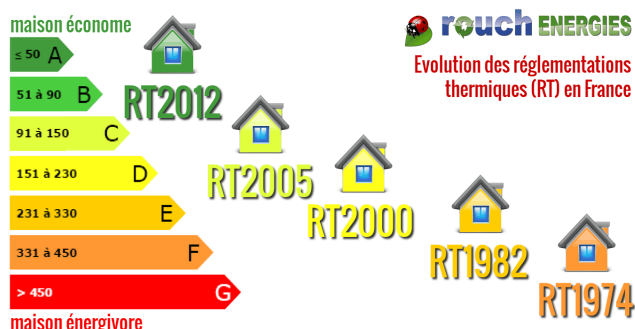 maison économe
rouch ENERGIES
Evolution des réglementations
thermiques (RT) en France
≤ 50 A
51 à 90 B
91 à 150 C
151 à 230 D
231 à 330 E
331 à 450 F
> 450 G
maison énergivore
RT2012
RT2005
RT2000
RT1982
RT1974